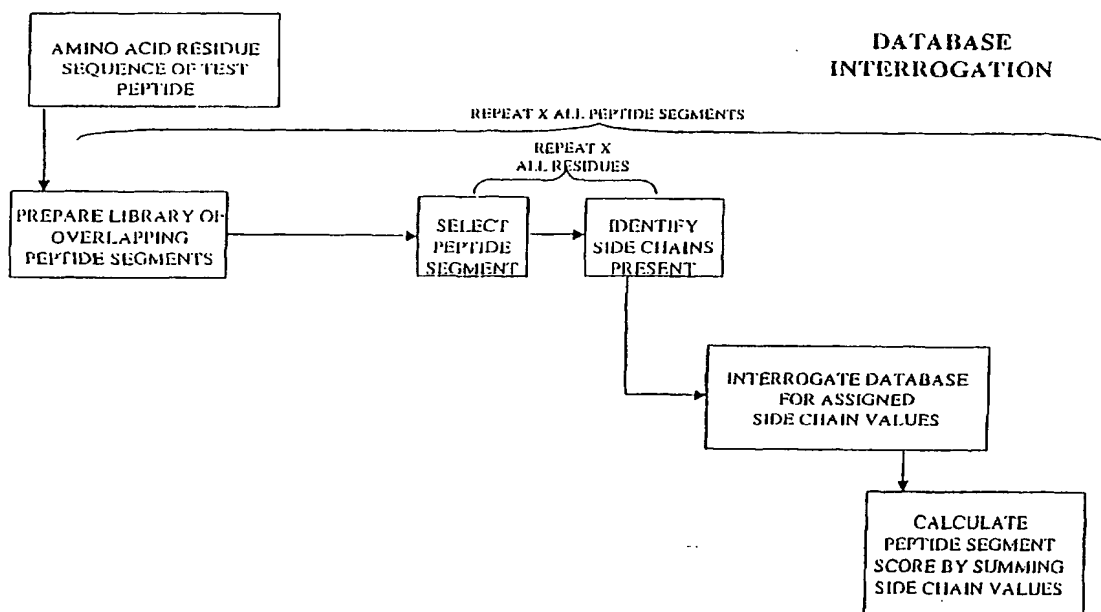 AMINO ACID RESIDUE
SEQUENCE OF TEST
PEPTIDE
DATABASE
INTERROGATION
REPEAT X ALL PEPTIDE SEGMENTS
REPEAT X
ALL RESIDUES
PREPARE LIBRARY OF
OVERLAPPING
PEPTIDE SEGMENTS
SELECT
PEPTIDE
SEGMENT
IDENTIFY
SIDE CHAINS
PRESENT
INTERROGATE DATABASE
FOR ASSIGNED
SIDE CHAIN VALUES
CALCULATE
PEPTIDE SEGMENT
SCORE BY SUMMING
SIDE CHAIN VALUES